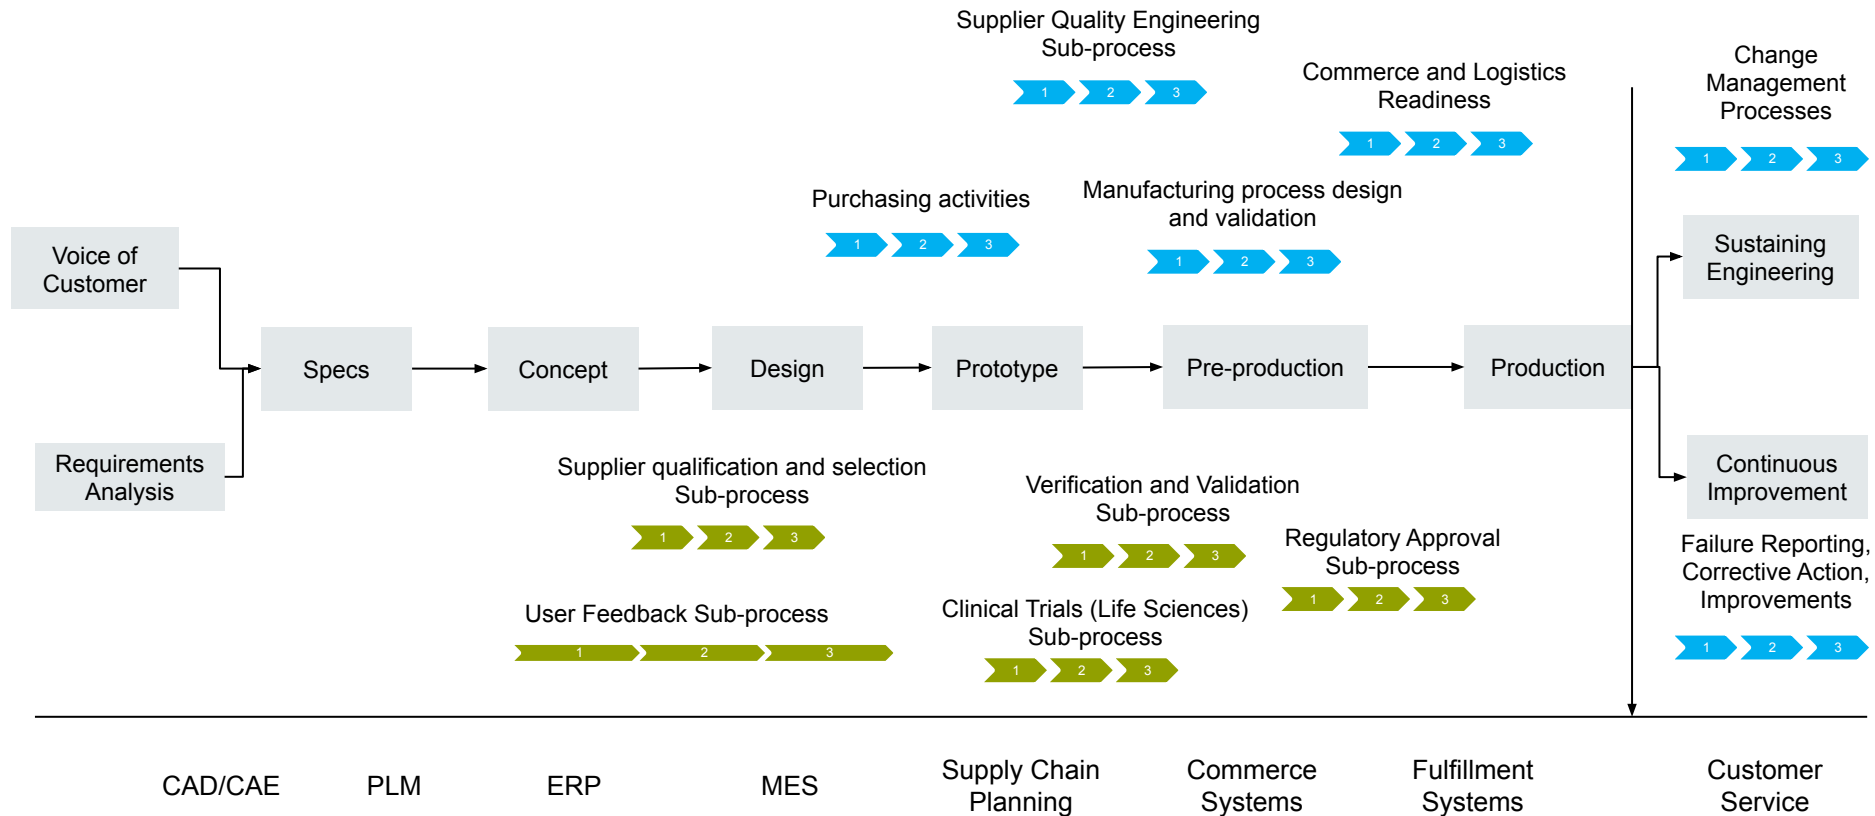 Supplier Quality Engineering
Sub-process
1 2 3
Commerce and Logistics
Readiness
1 2 3
Change
Management
Processes
1 2 3
Purchasing activities
1 2 3
Manufacturing process design
and validation
1 2 3
Voice of
Customer
Sustaining
Engineering
Specs
Concept
Design
Prototype
Pre-production
Production
Requirements
Analysis
Continuous
Improvement
Supplier qualification and selection
Sub-process
1 2 3
Verification and Validation
Sub-process
1 2 3
Regulatory Approval
Sub-process
1 2 3
Failure Reporting,
Corrective Action,
Improvements
1 2 3
User Feedback Sub-process
1 2 3
Clinical Trials (Life Sciences)
Sub-process
1 2 3
CAD/CAE
PLM
ERP
MES
Supply Chain
Planning
Commerce
Systems
Fulfillment
Systems
Customer
Service